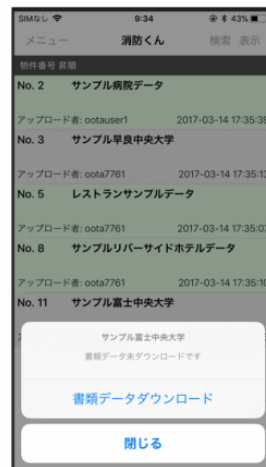 SIMなし 9:34 43%
メニュー 消防くん 検索 表示
物件番号 昇順
No. 2 サンプル病院データ
アップロード者: ootauser1 2017-03-14 17:35:39
No. 3 サンプル早良中央大学
アップロード者: oota7761 2017-03-14 17:35:13
No. 5 レストランサンプルデータ
アップロード者: oota7761 2017-03-14 17:35:07
No. 8 サンプルリバーサイドホテルデータ
アップロード者: oota7761 2017-03-14 17:35:10
No. 11 サンプル富士中央大学
サンプル富士中央大学
書類データ未ダウンロードです
書類データダウンロード
閉じる